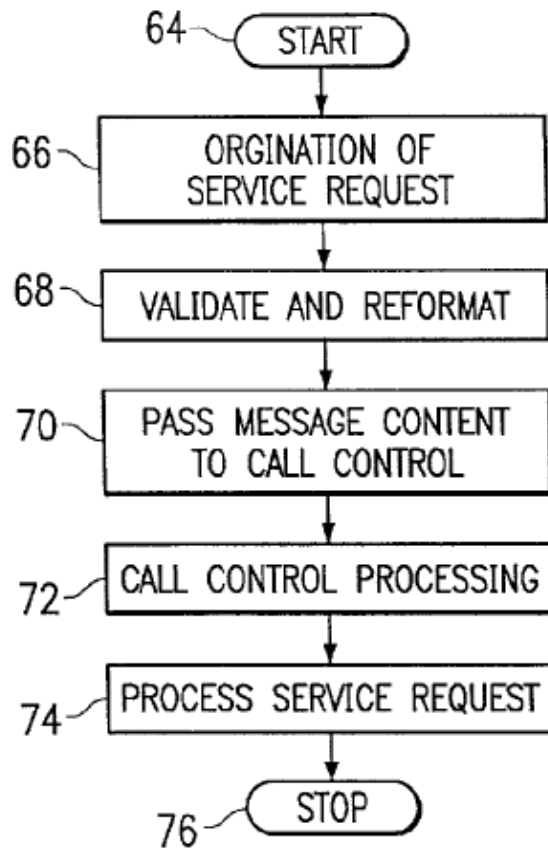 64
START
66
ORGINATION OF
SERVICE REQUEST
68
VALIDATE AND REFORMAT
70
PASS MESSAGE CONTENT
TO CALL CONTROL
72
CALL CONTROL PROCESSING
74
PROCESS SERVICE REQUEST
76
STOP